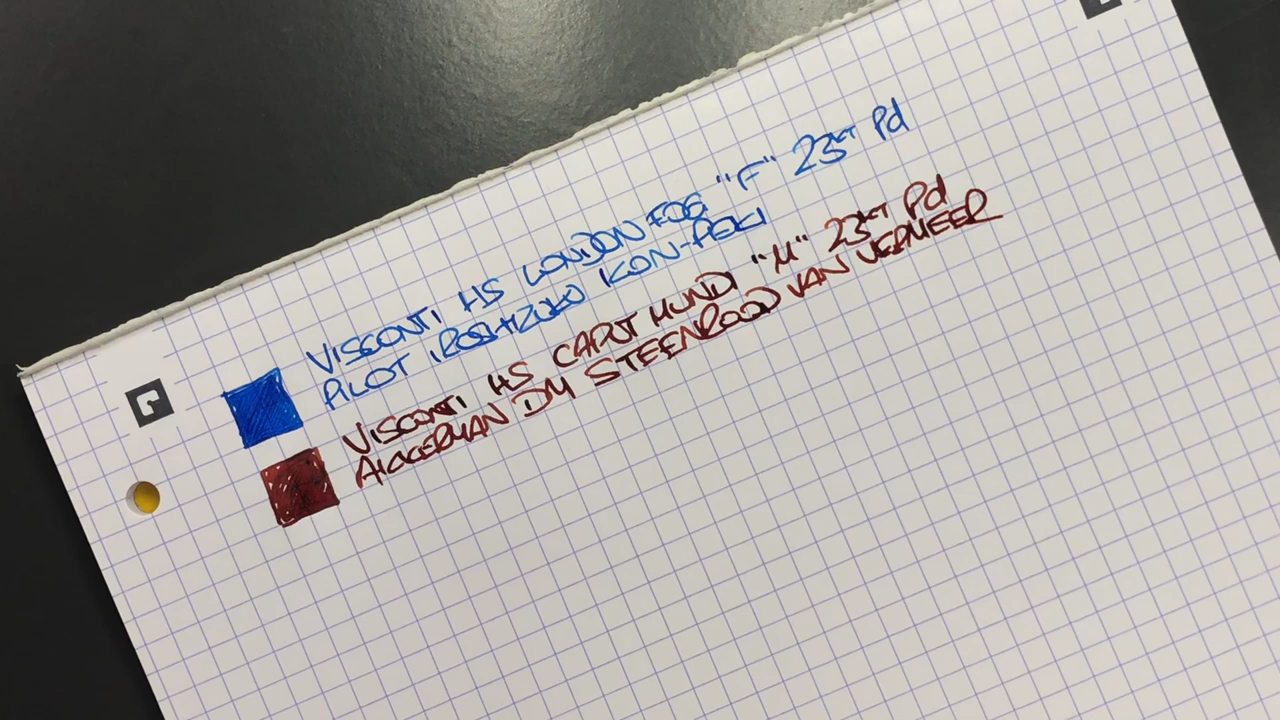 VISCONTI HS LONDON FOG "F" 23KT Pd
PILOT IROSHIZUKU KON-PEKI
VISCONTI HS CAPUT MUNDI "M" 23KT Pd
AKKERMAN DM STEENROOD VAN VERMEER